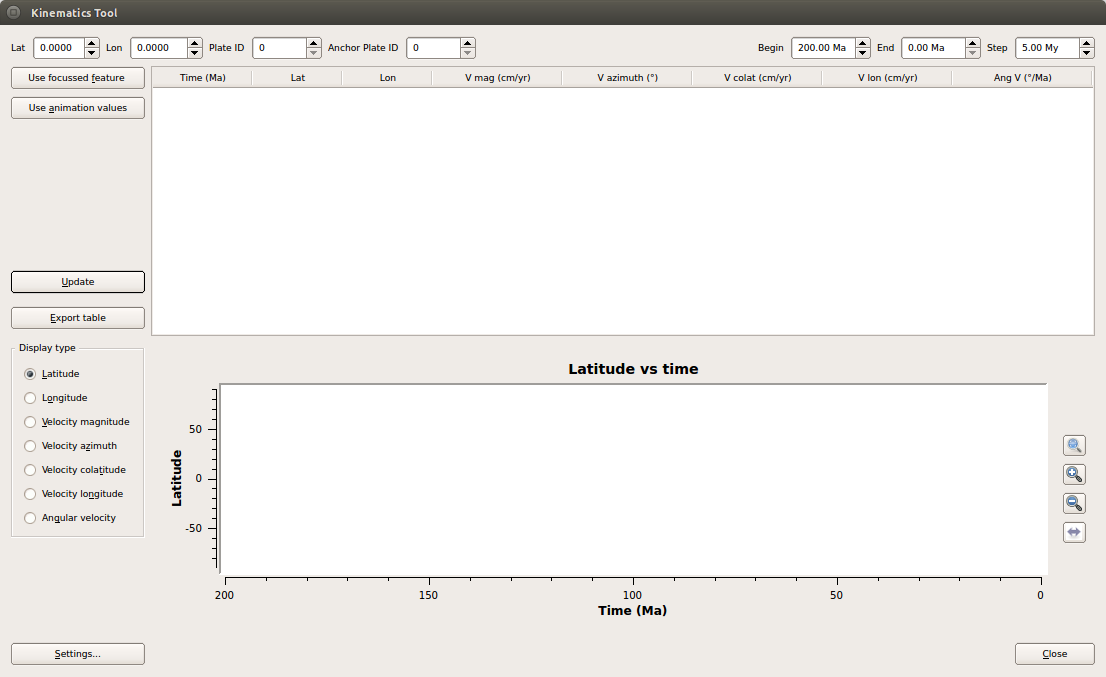 Kinematics Tool
Lat 0.0000 Lon 0.0000 Plate ID 0 Anchor Plate ID 0 Begin 200.00 Ma End 0.00 Ma Step 5.00 My
Use focussed feature
Time (Ma) Lat Lon V mag (cm/yr) V azimuth (°) V colat (cm/yr) V lon (cm/yr) Ang V (°/Ma)
Use animation values
Update
Export table
Display type
Latitude
Longitude
Velocity magnitude
Velocity azimuth
Velocity colatitude
Velocity longitude
Angular velocity
Latitude vs time
Latitude
50
0
-50
200 150 100 50 0
Time (Ma)
Settings... Close